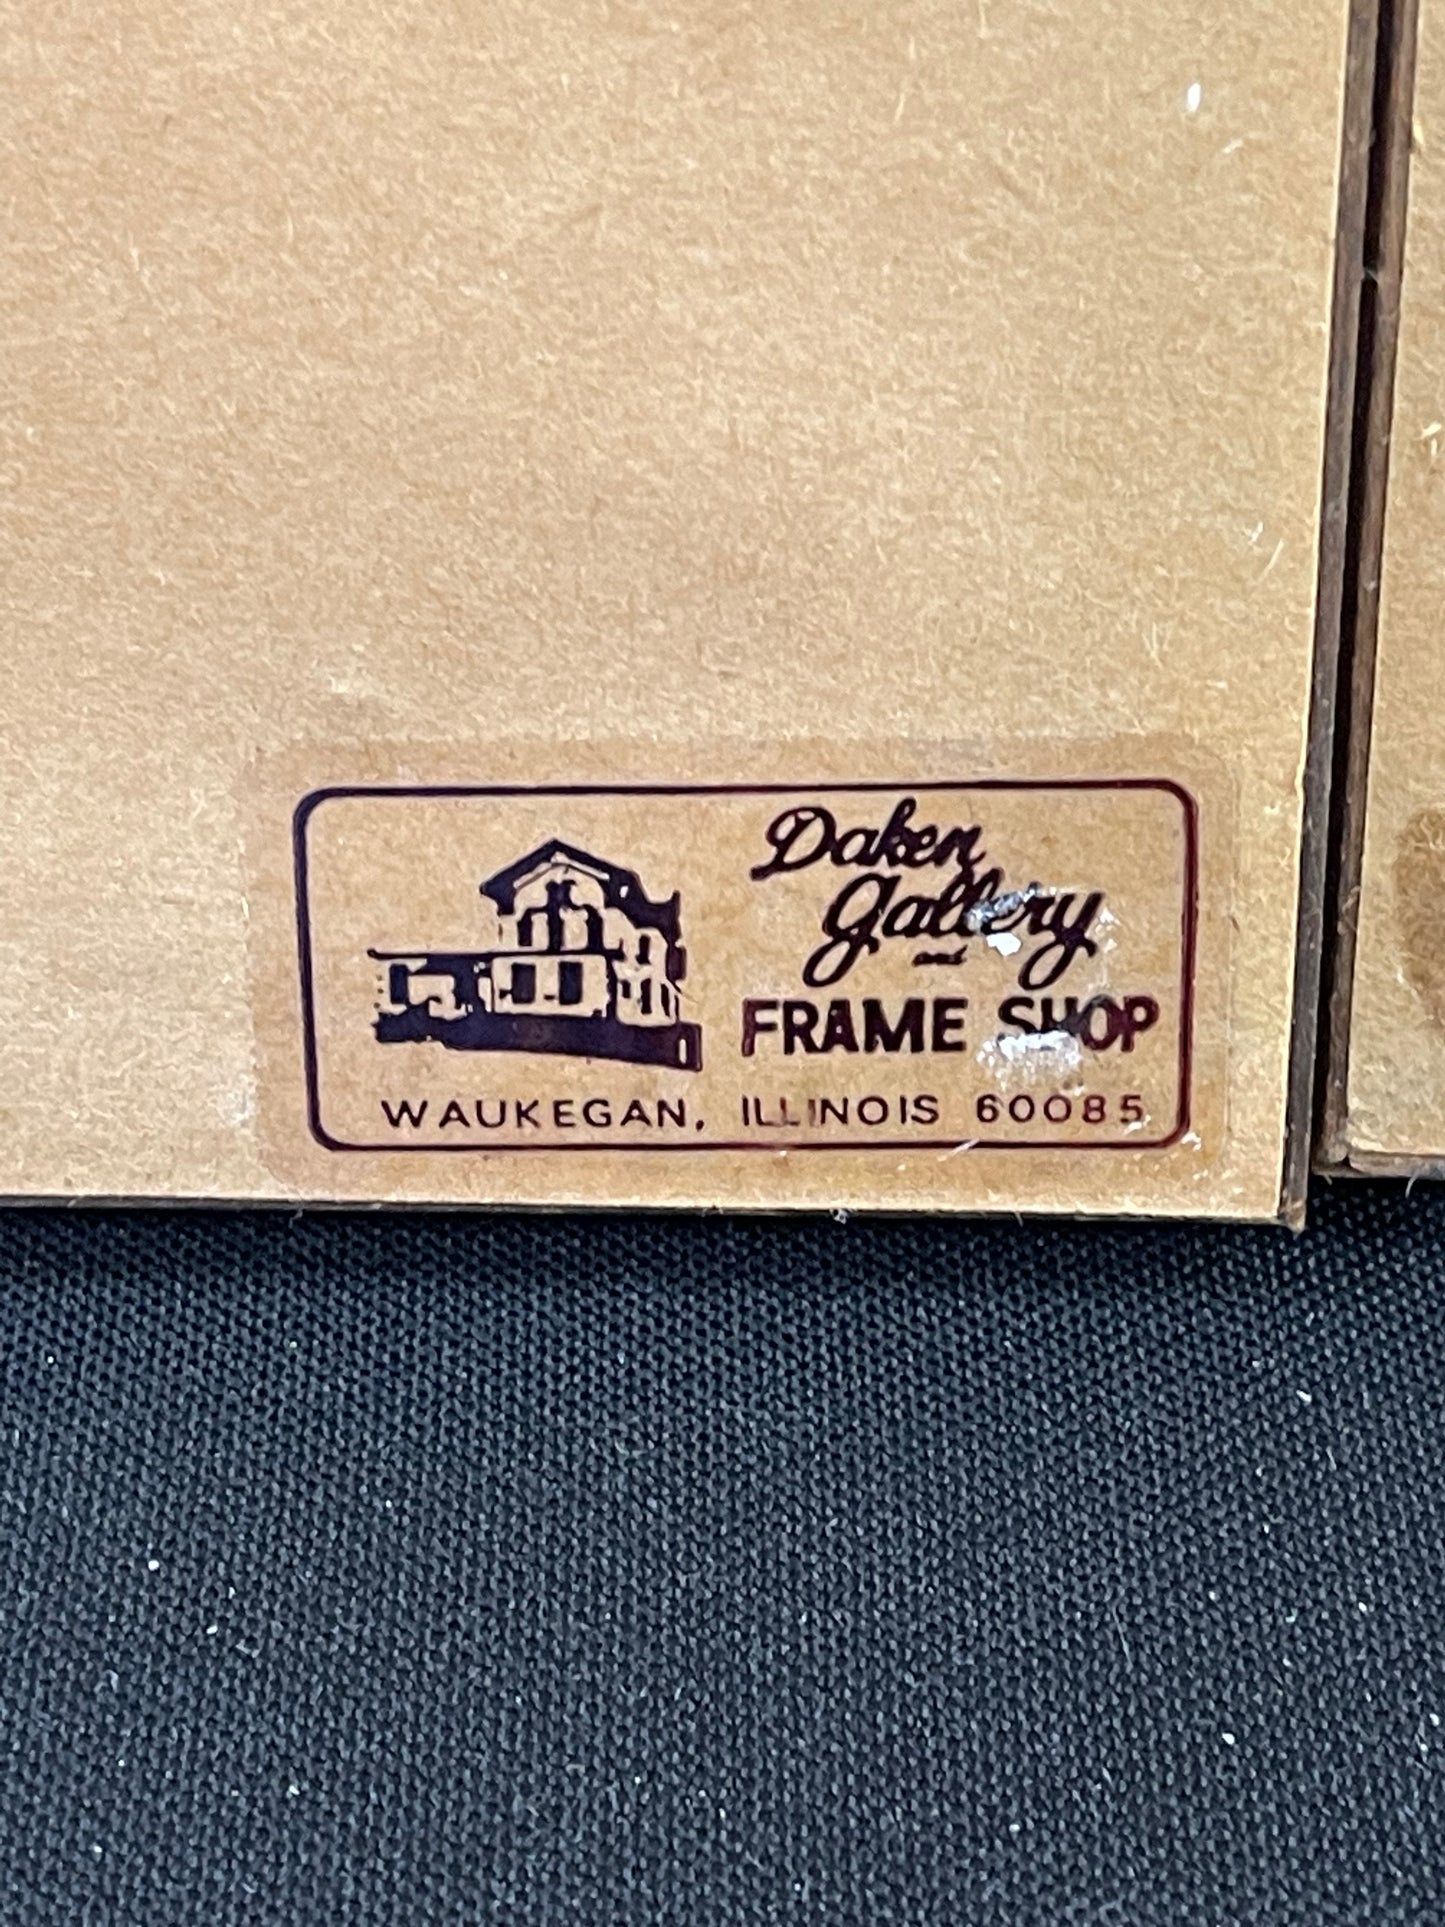 Daken
Gallery
and
FRAME SHOP
WAUKEGAN, ILLINOIS 60085